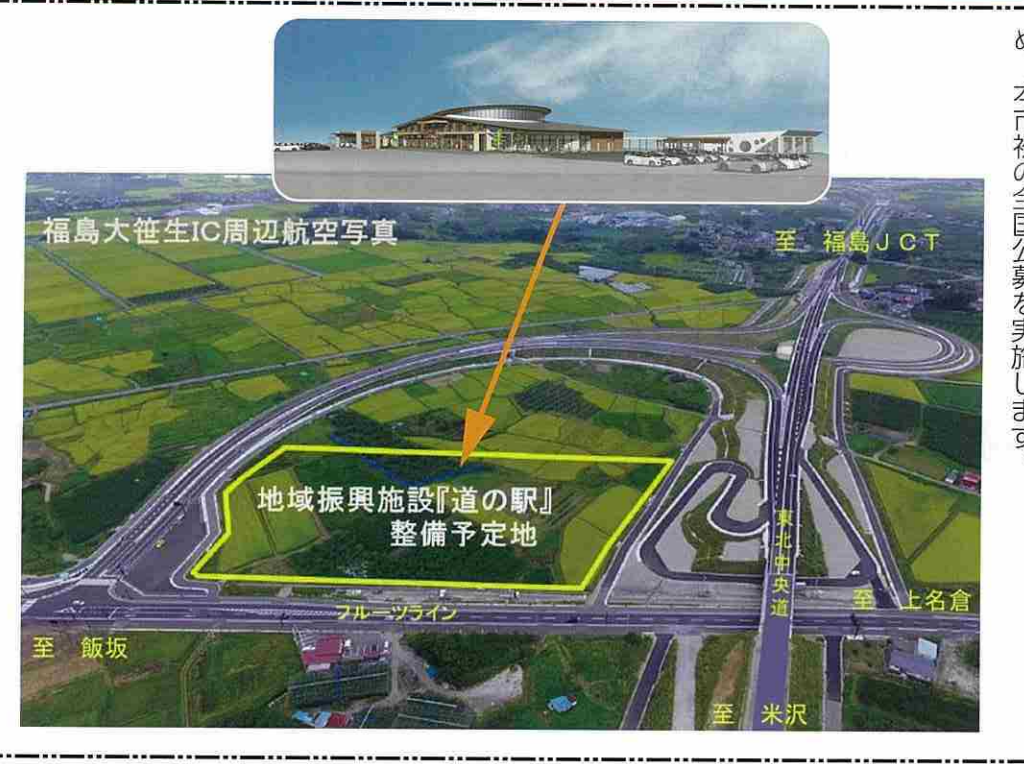 め、本市初の全国公募を実施します
福島大笹生IC周辺航空写真
至 福島JCT
地域振興施設『道の駅』
整備予定地
東北中央道
フルーツライン
至 上名倉
至 飯坂
至 米沢